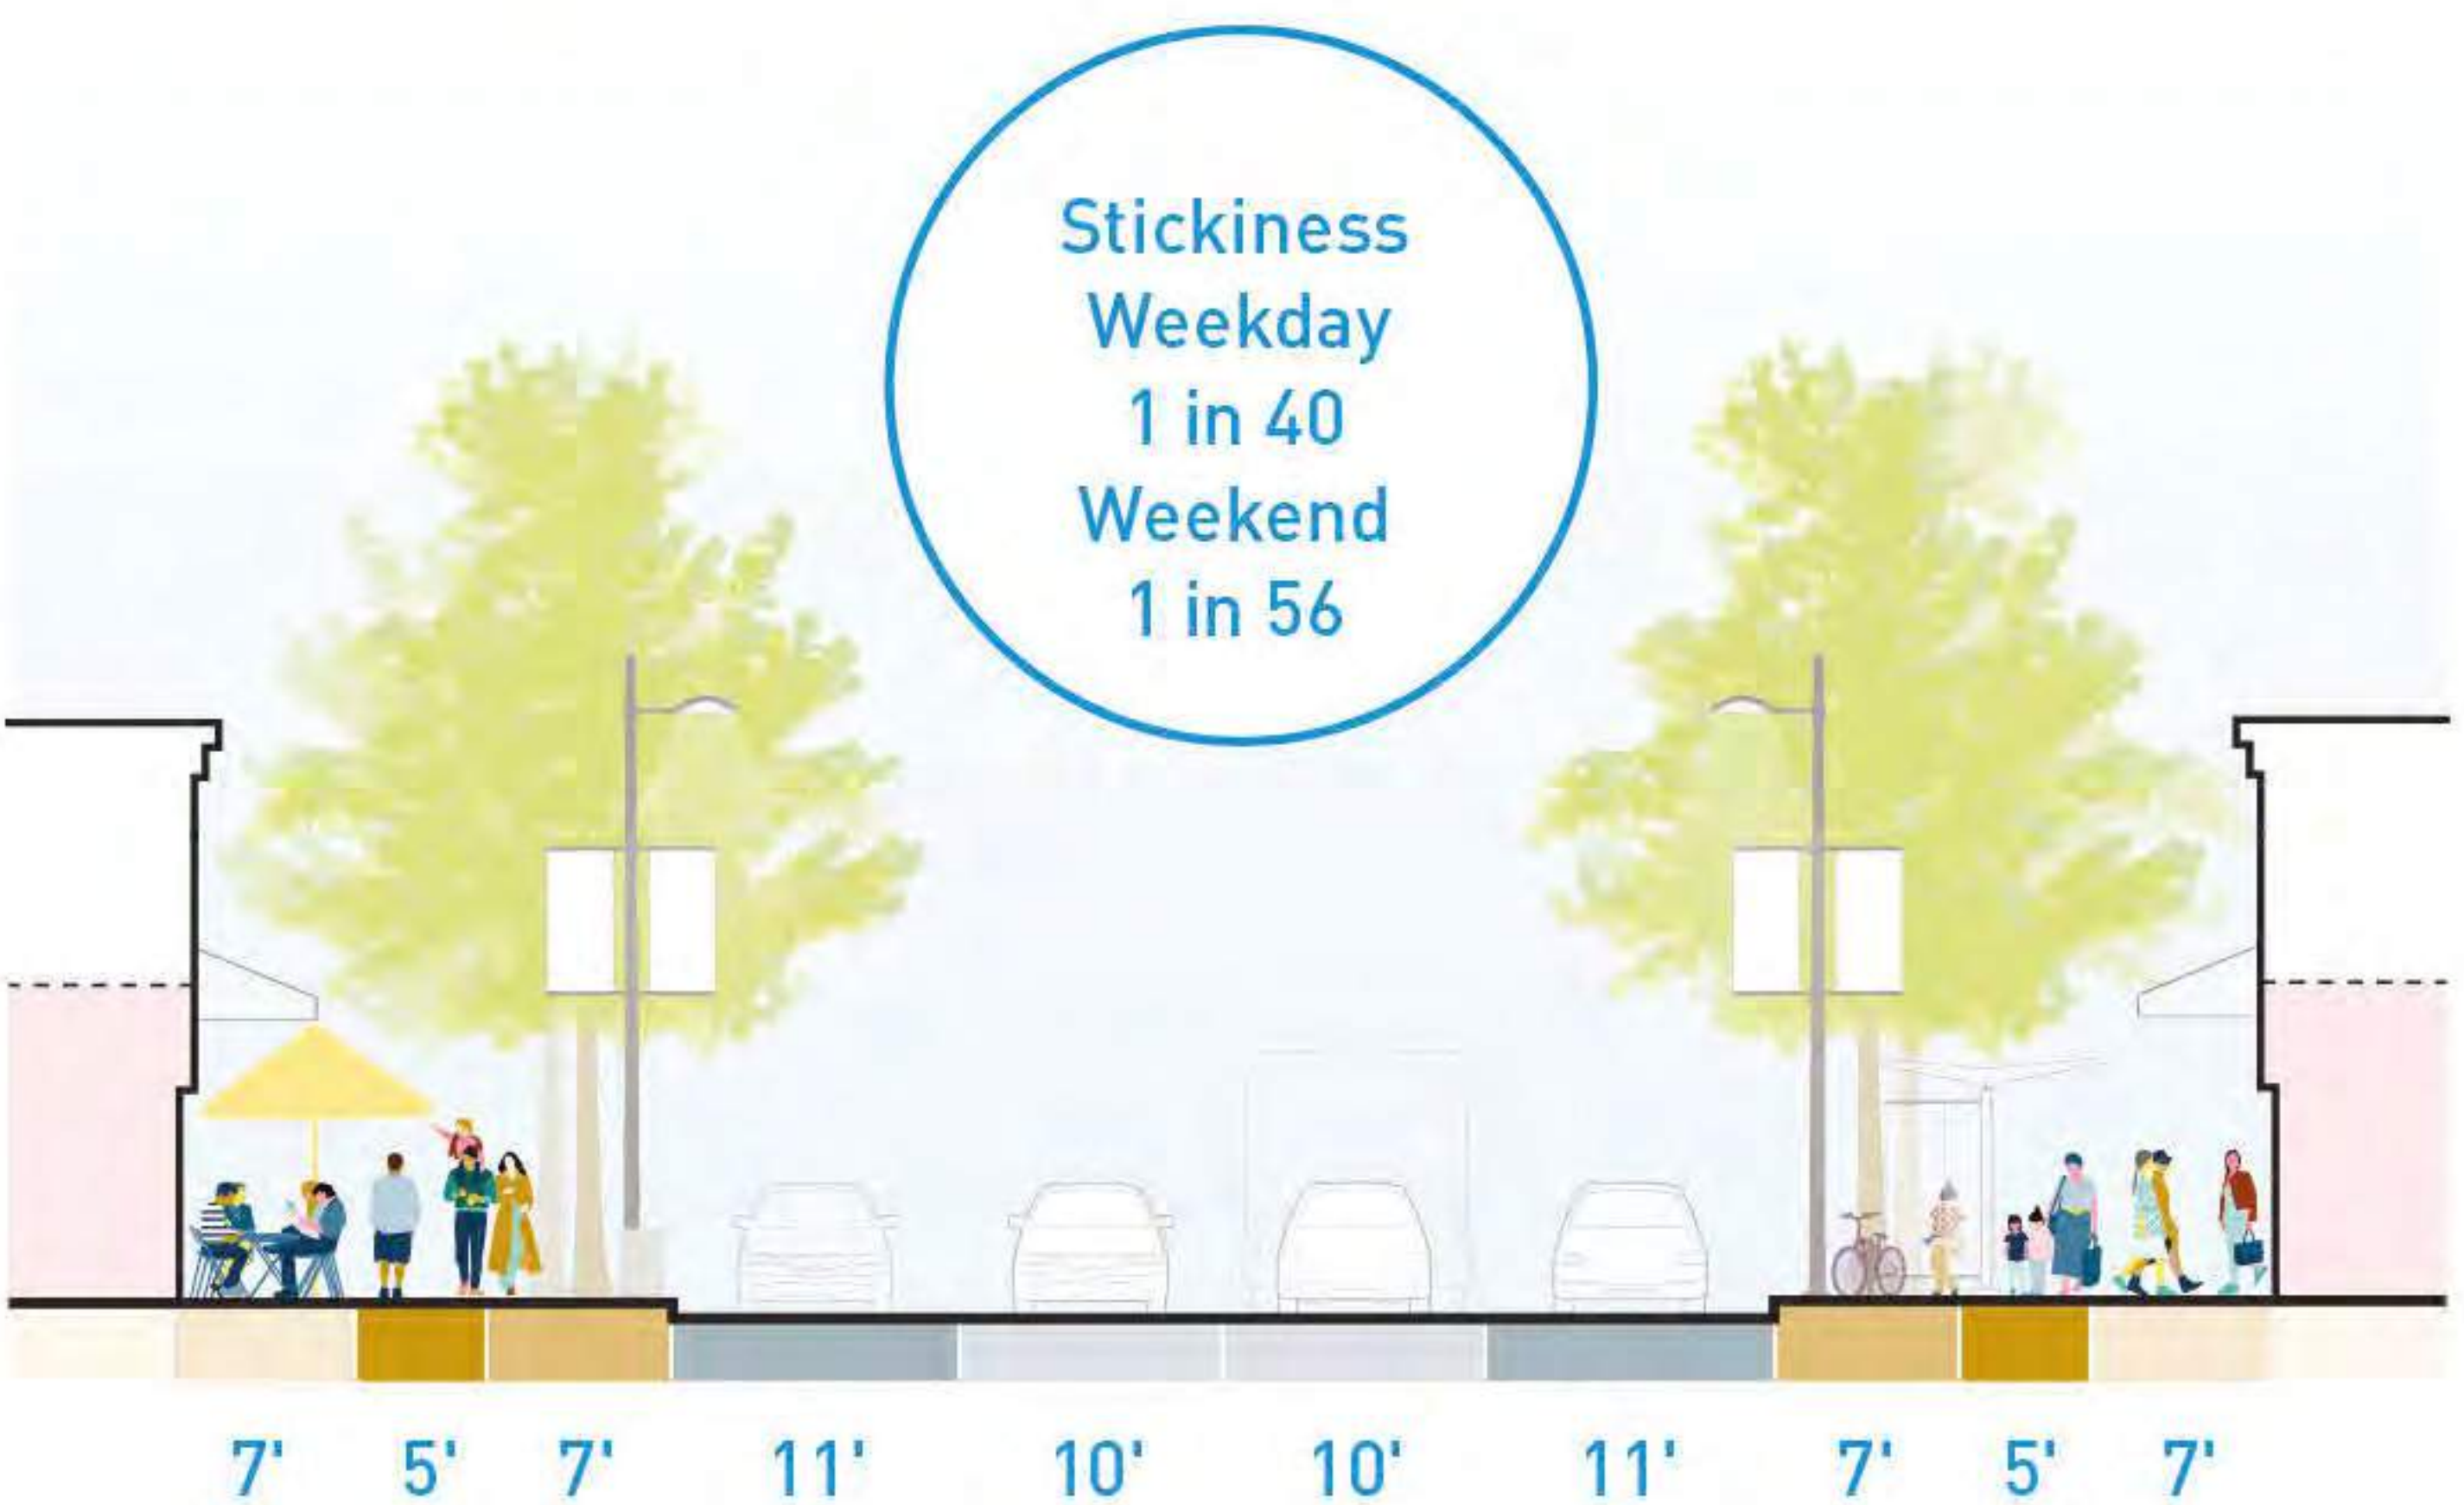 Stickiness
Weekday
1 in 40
Weekend
1 in 56
7' 5' 7' 11' 10' 10' 11' 7' 5' 7'